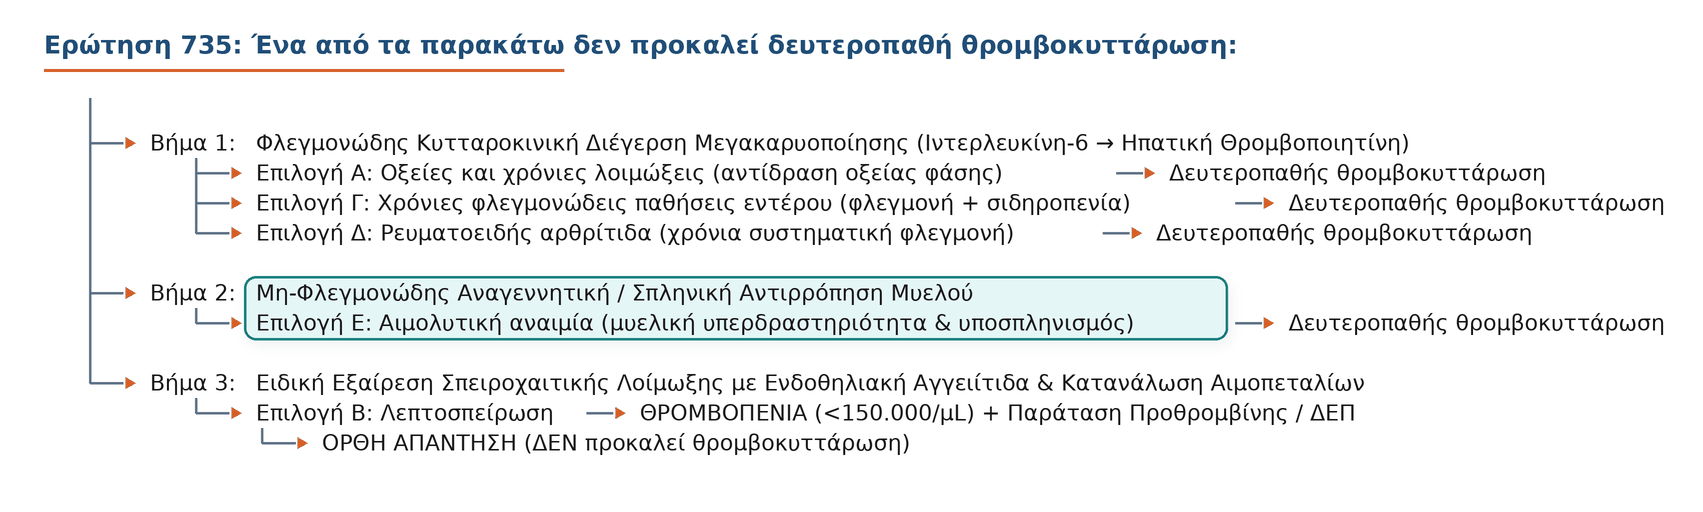 Ερώτηση 735: Ένα από τα παρακάτω δεν προκαλεί δευτεροπαθή θρομβοκυττάρωση:
Βήμα 1: Φλεγμονώδης Κυτταροκινική Διέγερση Μεγακαρυοποίησης (Ιντερλευκίνη-6 → Ηπατική Θρομβοποιητίνη)
Επιλογή Α: Οξείες και χρόνιες λοιμώξεις (αντίδραση οξείας φάσης) Δευτεροπαθής θρομβοκυττάρωση
Επιλογή Γ: Χρόνιες φλεγμονώδεις παθήσεις εντέρου (φλεγμονή + σιδηροπενία) Δευτεροπαθής θρομβοκυττάρωση
Επιλογή Δ: Ρευματοειδής αρθρίτιδα (χρόνια συστηματική φλεγμονή) Δευτεροπαθής θρομβοκυττάρωση
Βήμα 2: Μη-Φλεγμονώδης Αναγεννητική / Σπληνική Αντιρρόπηση Μυελού
Επιλογή Ε: Αιμολυτική αναιμία (μυελική υπερδραστηριότητα & υποσπληνισμός) Δευτεροπαθής θρομβοκυττάρωση
Βήμα 3: Ειδική Εξαίρεση Σπειροχαιτικής Λοίμωξης με Ενδοθηλιακή Αγγειίτιδα & Κατανάλωση Αιμοπεταλίων
Επιλογή Β: Λεπτοσπείρωση ΘΡΟΜΒΟΠΕΝΙΑ (<150.000/μL) + Παράταση Προθρομβίνης / ΔΕΠ
ΟΡΘΗ ΑΠΑΝΤΗΣΗ (ΔΕΝ προκαλεί θρομβοκυττάρωση)